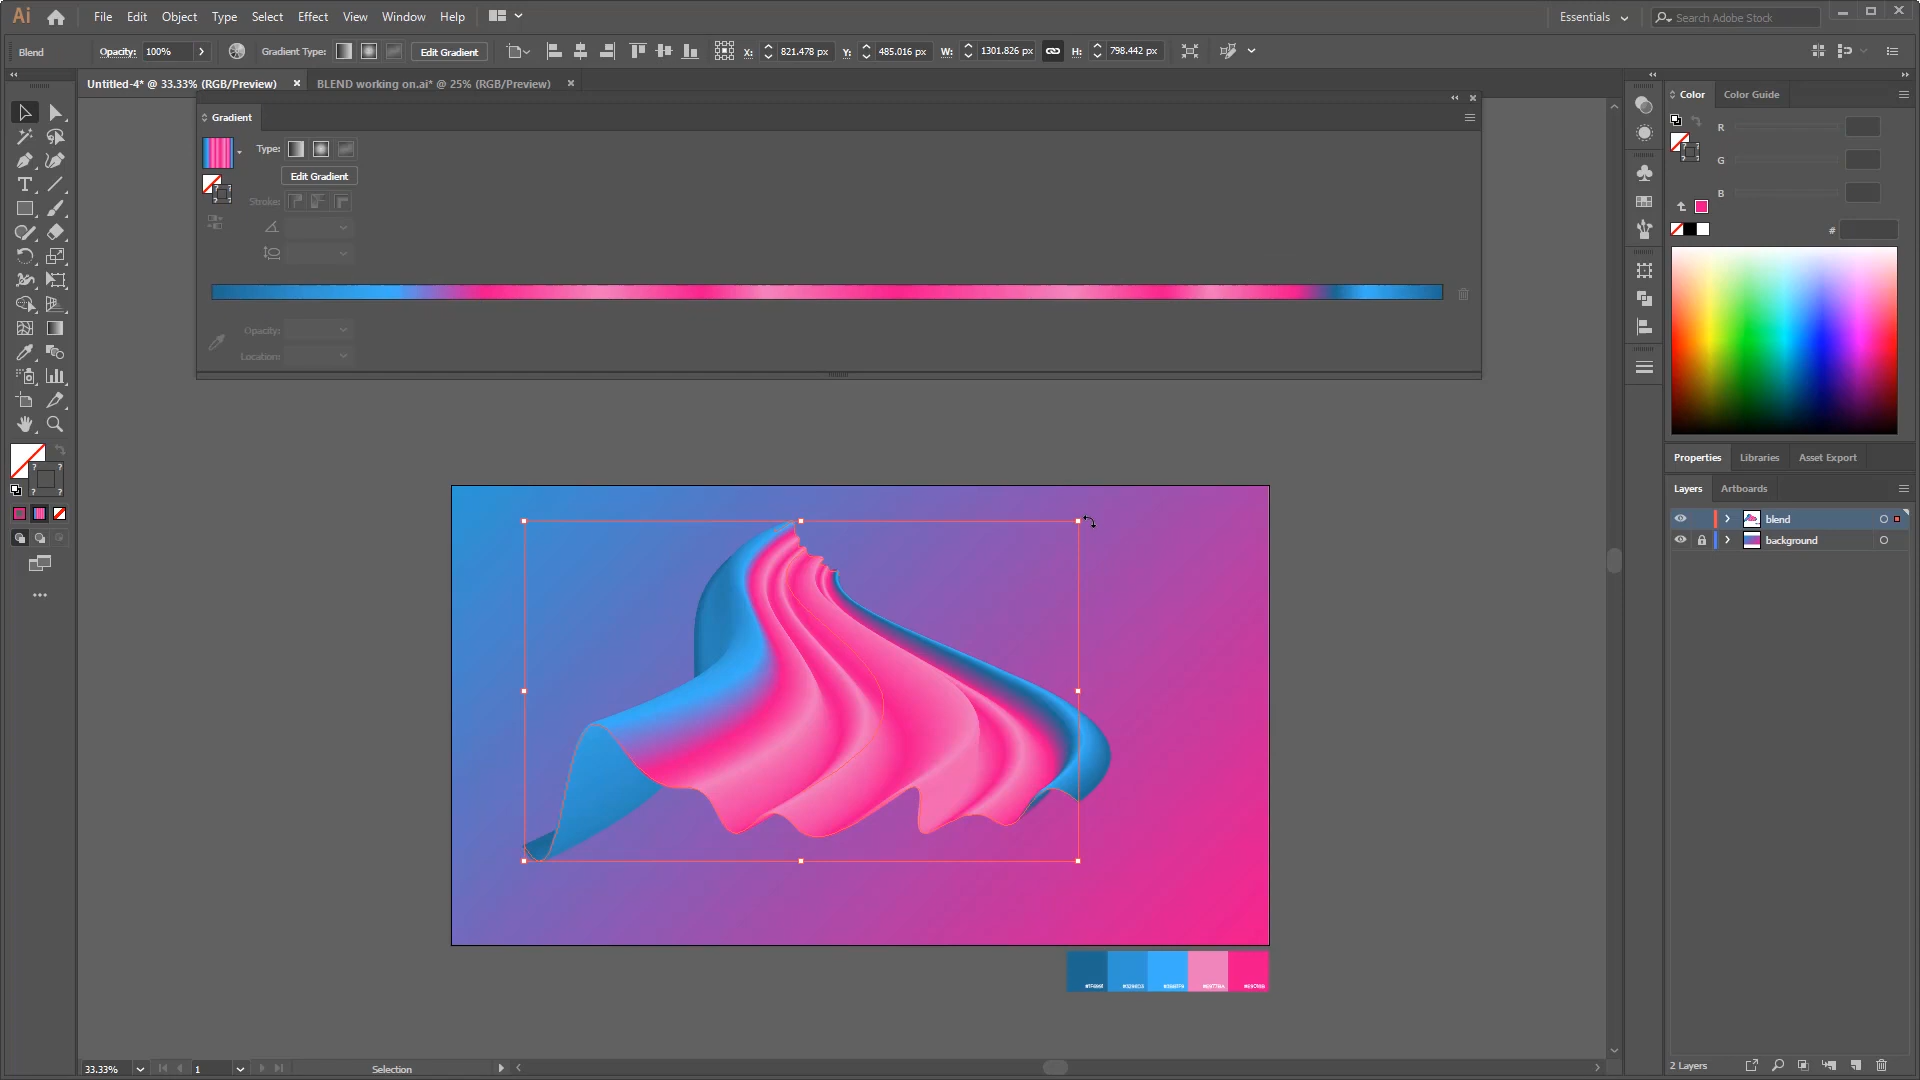 Ai File Edit Object Type Select Effect View Window Help Essentials Search Adobe Stock
Blend Opacity: 100% Gradient Type: Edit Gradient X: 821.478 px Y: 485.016 px W: 1301.826 px H: 798.442 px
Untitled-4* @ 33.33% (RGB/Preview) BLEND working on.ai* @ 25% (RGB/Preview)
Color Color Guide
Gradient
R
Type:
G
Edit Gradient
B
Stroke:
#
Opacity:
Location:
Properties Libraries Asset Export
Layers Artboards
blend
background
2 Layers
33.33% 1 Selection